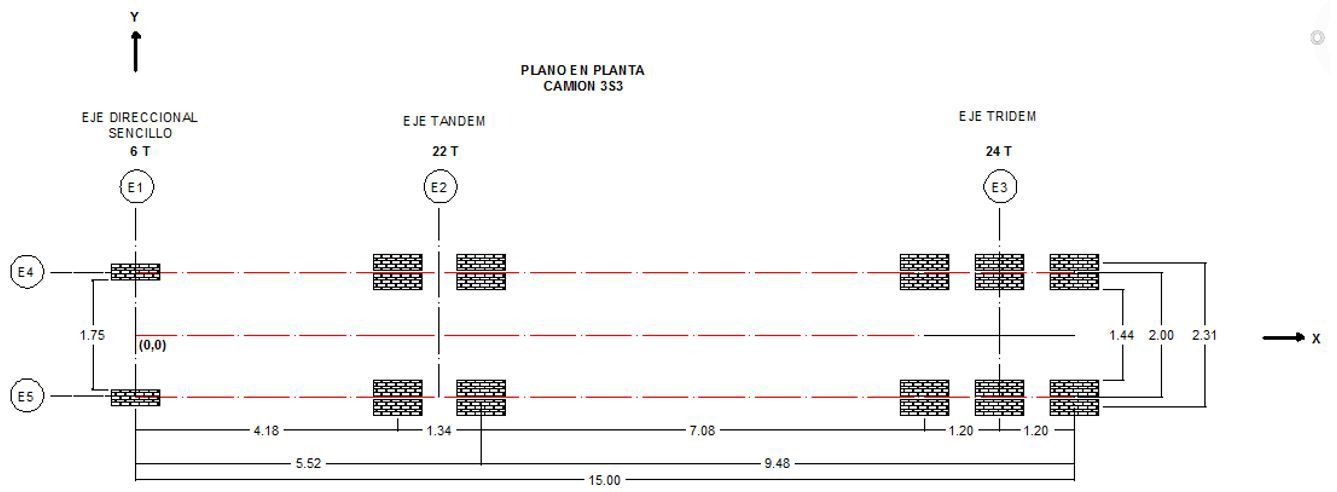 Y
PLANO EN PLANTA
CAMION 3S3
EJE DIRECCIONAL
SENCILLO
6 T
EJE TANDEM
22 T
EJE TRIDEM
24 T
E1
E2
E3
E4
1.75
(0,0)
1.44
2.00
2.31
X
E5
4.18
1.34
7.08
1.20
1.20
5.52
9.48
15.00